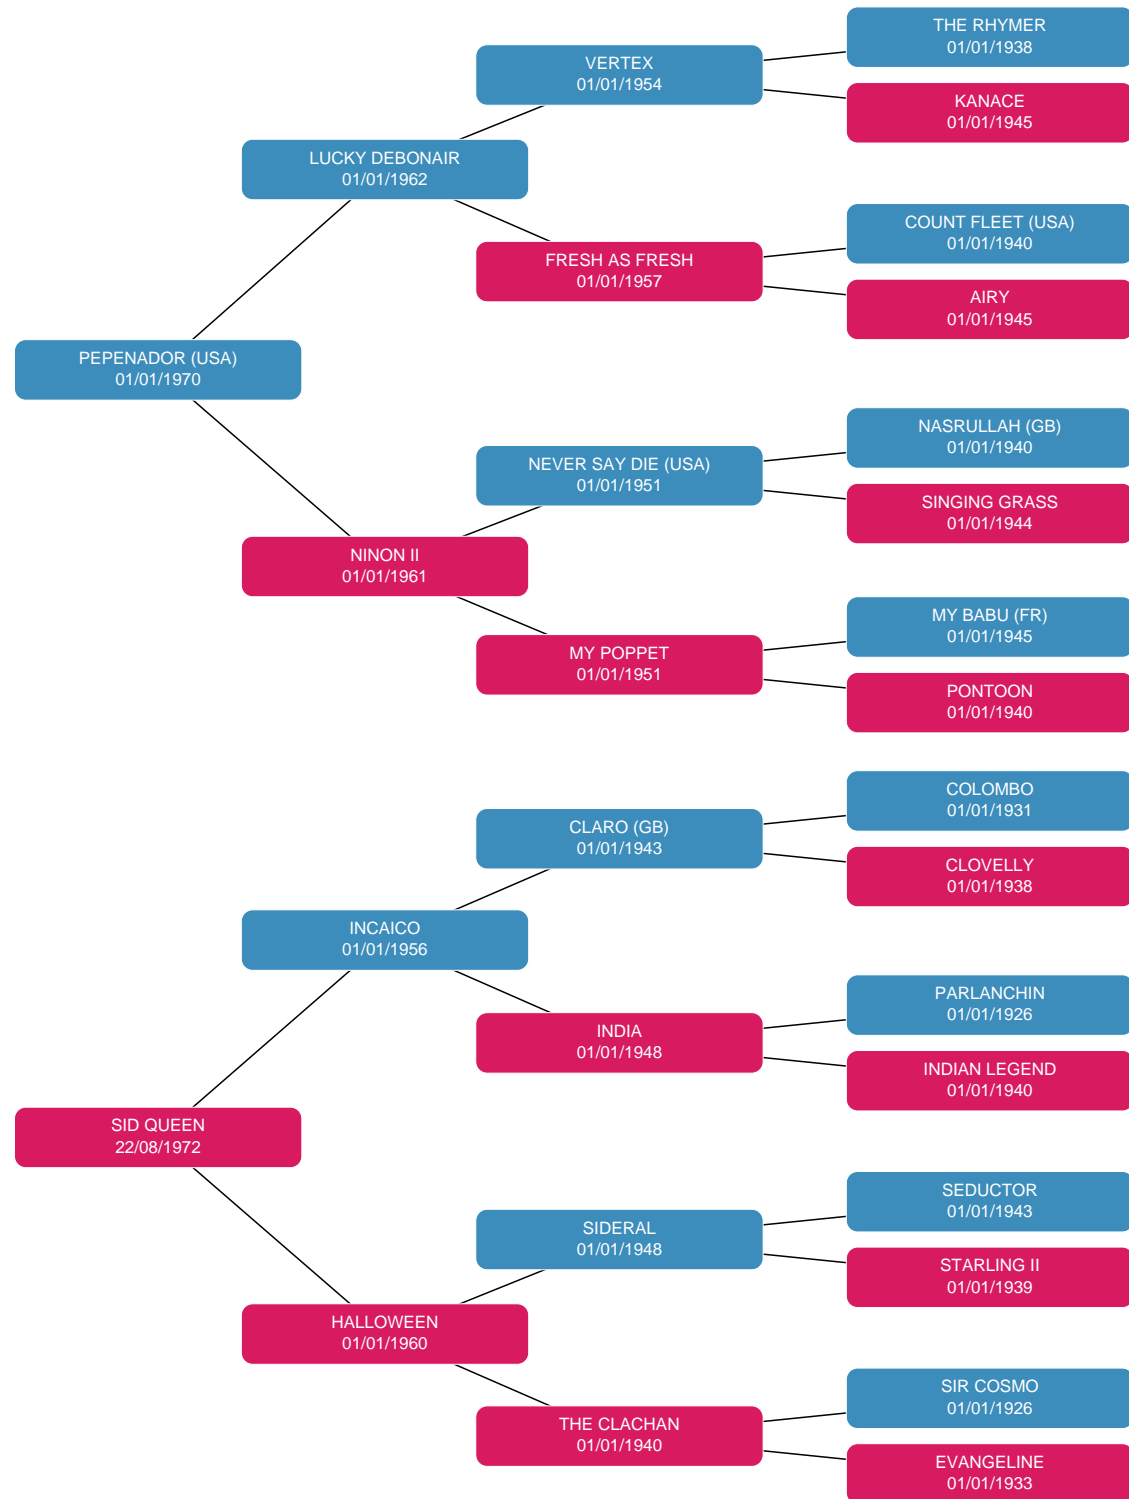 THE RHYMER
01/01/1938
VERTEX
01/01/1954
KANACE
01/01/1945
LUCKY DEBONAIR
01/01/1962
COUNT FLEET (USA)
01/01/1940
FRESH AS FRESH
01/01/1957
AIRY
01/01/1945
PEPENADOR (USA)
01/01/1970
NASRULLAH (GB)
01/01/1940
NEVER SAY DIE (USA)
01/01/1951
SINGING GRASS
01/01/1944
NINON II
01/01/1961
MY BABU (FR)
01/01/1945
MY POPPET
01/01/1951
PONTOON
01/01/1940
COLOMBO
01/01/1931
CLARO (GB)
01/01/1943
CLOVELLY
01/01/1938
INCAICO
01/01/1956
PARLANCHIN
01/01/1926
INDIA
01/01/1948
INDIAN LEGEND
01/01/1940
SID QUEEN
22/08/1972
SEDUCTOR
01/01/1943
SIDERAL
01/01/1948
STARLING II
01/01/1939
HALLOWEEN
01/01/1960
SIR COSMO
01/01/1926
THE CLACHAN
01/01/1940
EVANGELINE
01/01/1933